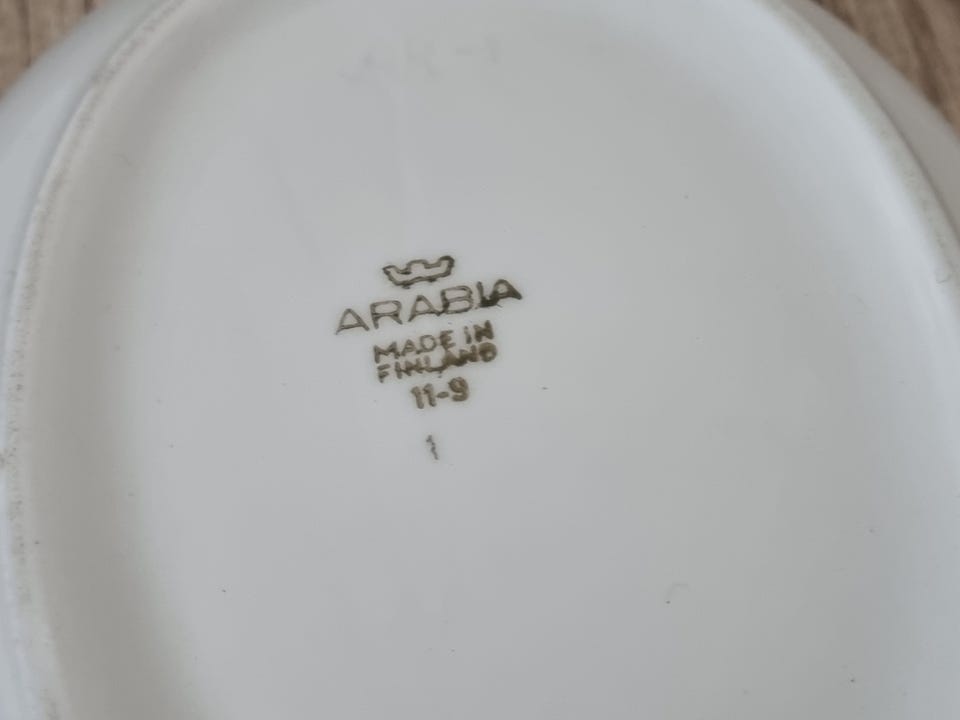 ARABIA
MADE IN
FINLAND
11-9
1